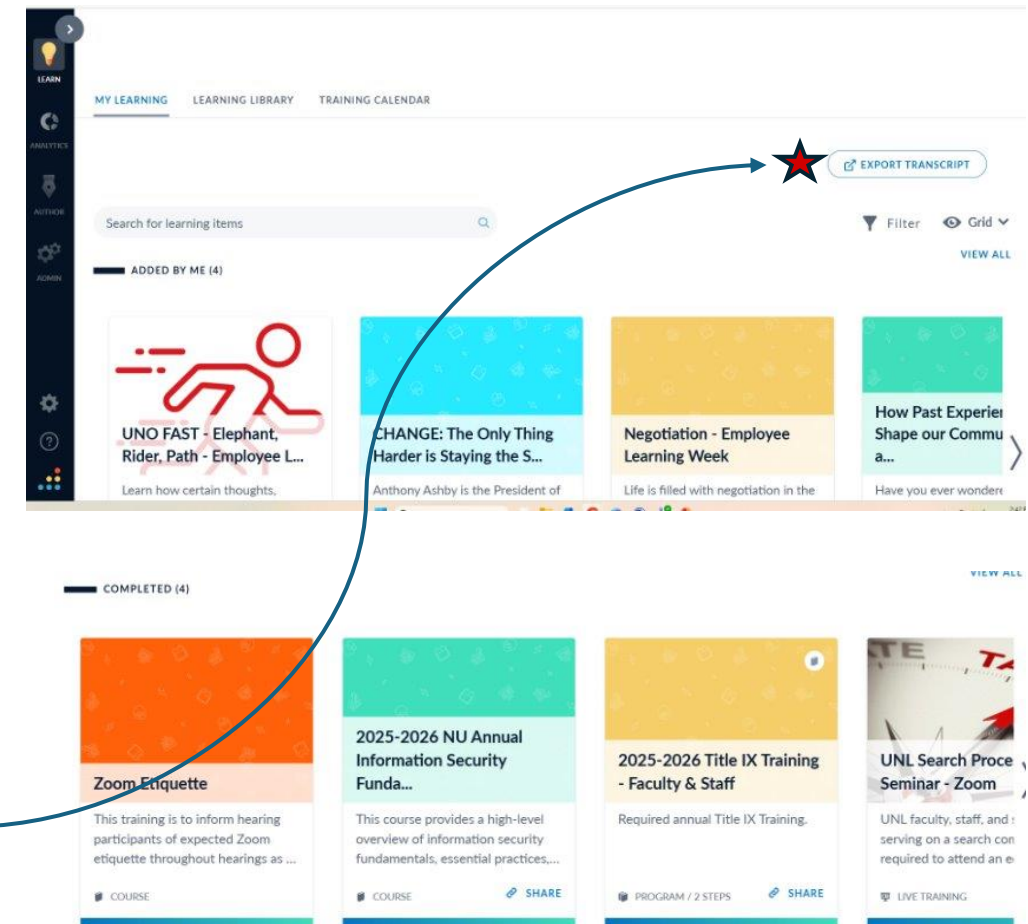 LEARN
ANALYTICS
AUTHOR
ADMIN
MY LEARNING LEARNING LIBRARY TRAINING CALENDAR
EXPORT TRANSCRIPT
Search for learning items
Filter Grid
VIEW ALL
ADDED BY ME (4)
UNO FAST - Elephant,
Rider, Path - Employee L...
Learn how certain thoughts,
CHANGE: The Only Thing
Harder is Staying the S...
Anthony Ashby is the President of
Negotiation - Employee
Learning Week
Life is filled with negotiation in the
How Past Experier
Shape our Commu
a...
Have you ever wondere
COMPLETED (4)
VIEW ALL
Zoom Etiquette
This training is to inform hearing
participants of expected Zoom
etiquette throughout hearings as ...
COURSE
2025-2026 NU Annual
Information Security
Funda...
This course provides a high-level
overview of information security
fundamentals, essential practices,...
COURSE SHARE
2025-2026 Title IX Training
- Faculty & Staff
Required annual Title IX Training.
PROGRAM / 2 STEPS SHARE
UNL Search Proce
Seminar - Zoom
UNL faculty, staff, and
serving on a search con
required to attend an
LIVE TRAINING